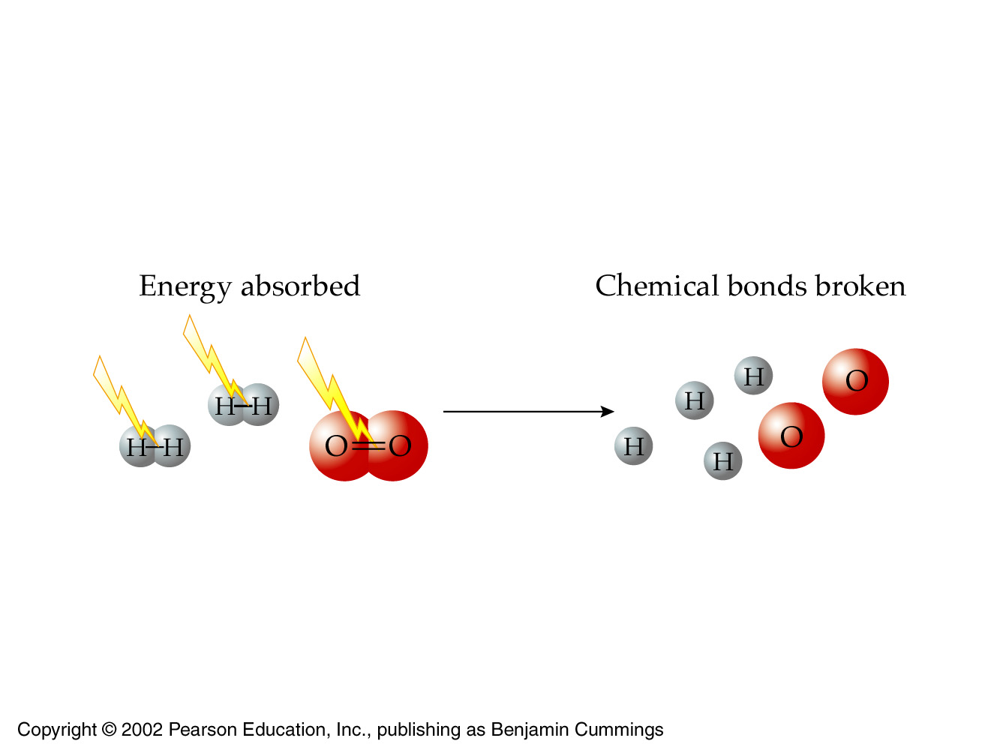 Energy absorbed
Chemical bonds broken
H–H
H–H
O=O
H
H
H
H
O
O
Copyright © 2002 Pearson Education, Inc., publishing as Benjamin Cummings